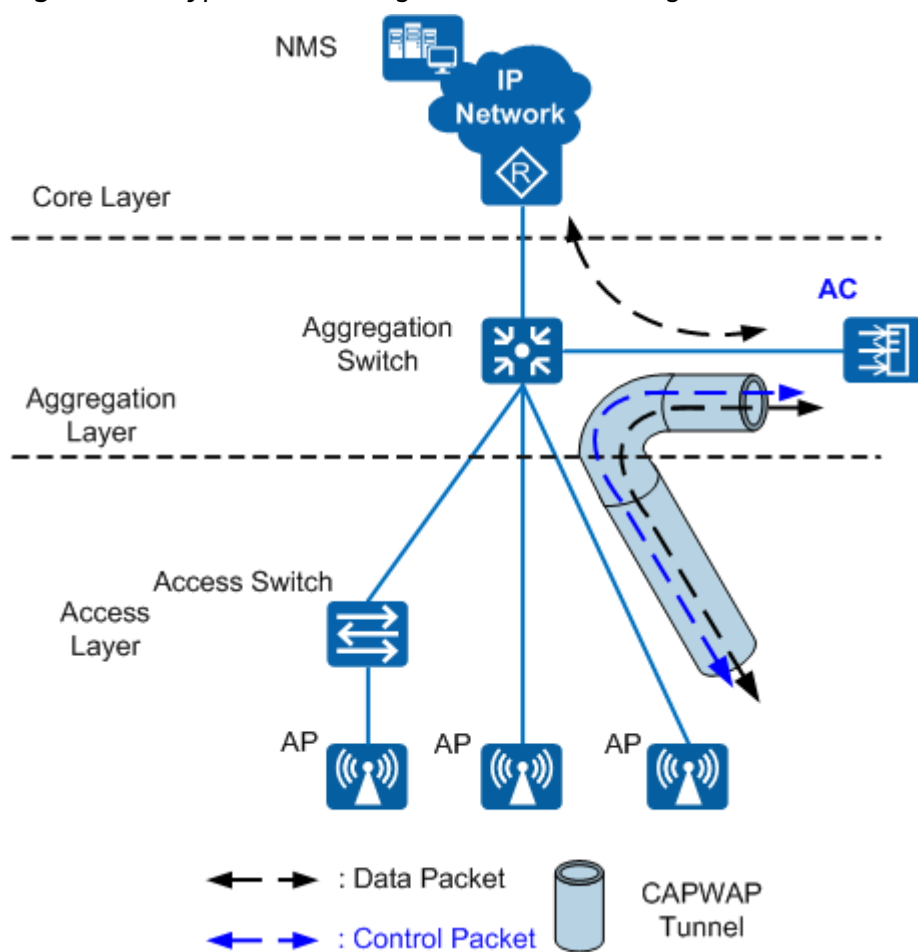 NMS
IP
Network
R
Core Layer
AC
Aggregation
Switch
Aggregation
Layer
Access Switch
Access
Layer
AP
AP
AP
: Data Packet
CAPWAP
Tunnel
: Control Packet